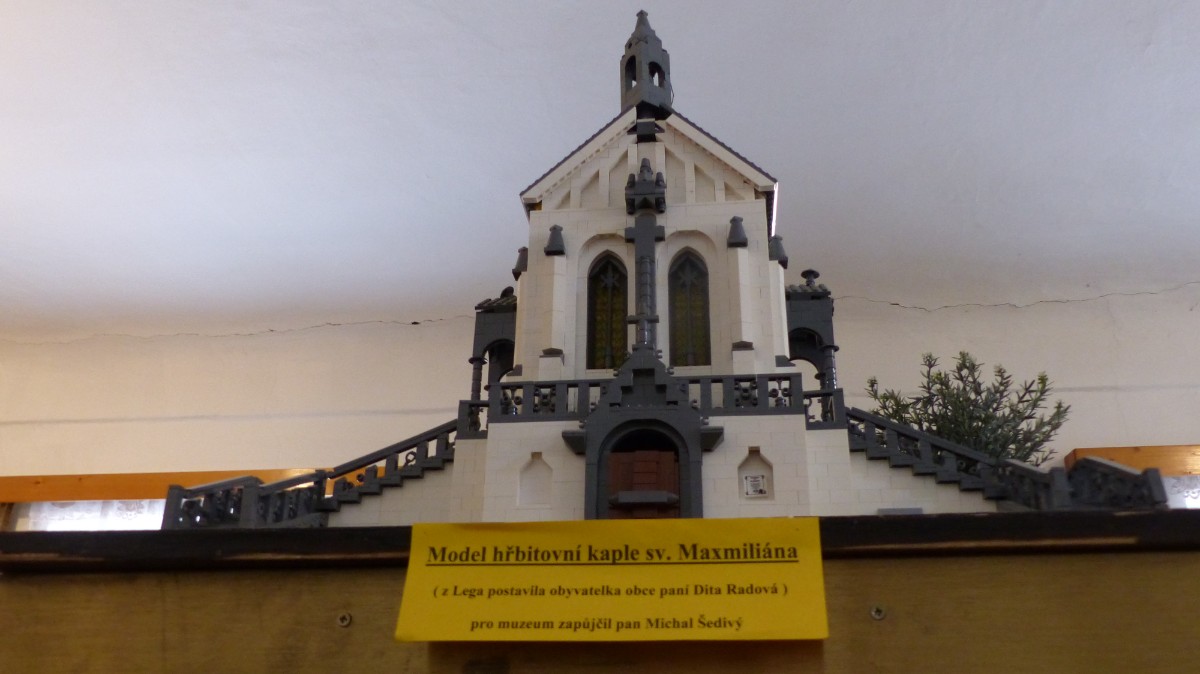 Model hřbitovní kaple sv. Maxmiliána
( z Lega postavila obyvatelka obce paní Dita Radová )
pro muzeum zapůjčil pan Michal Šedivý